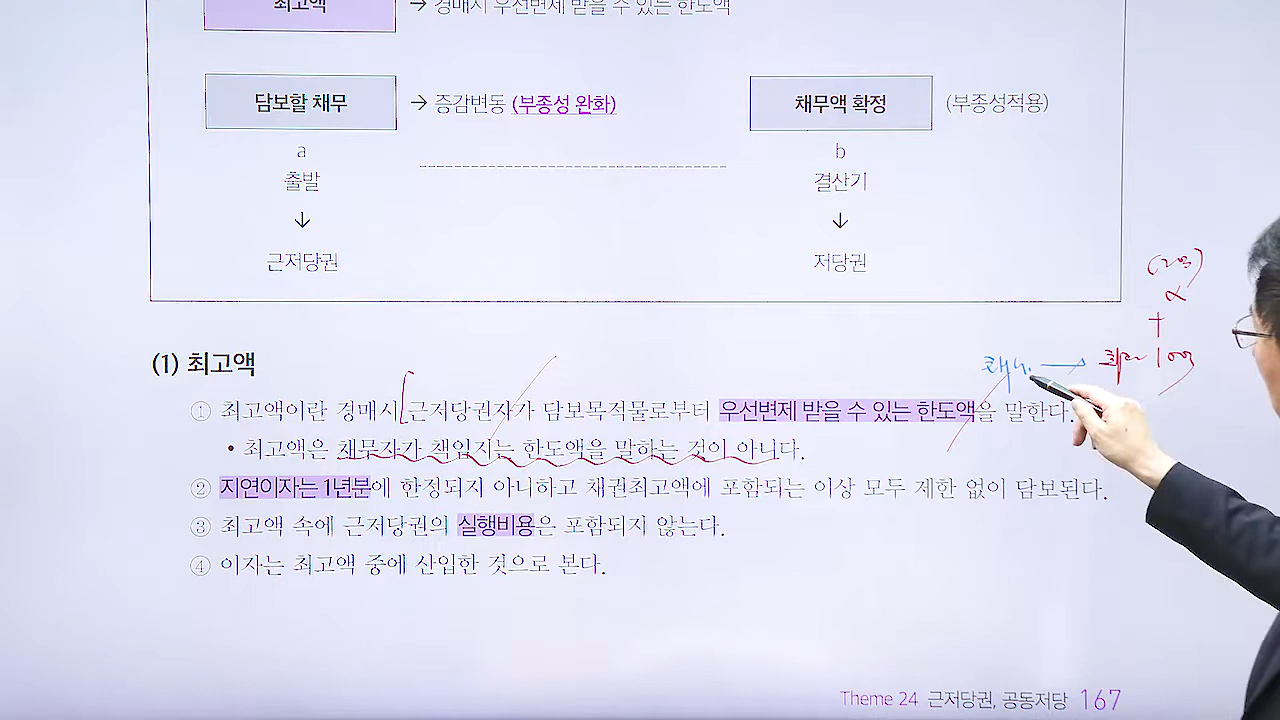 최고액 → 경매시 우선변제 받을 수 있는 한도액
담보할 채무 → 증감변동 (부종성 완화) 채무액 확정 (부종성적용)
a b
출발 결산기
↓ ↓
근저당권 저당권
(2억)
α
+
(1) 최고액
채무 → 최고 10억
① 최고액이란 경매시 근저당권자가 담보목적물로부터 우선변제 받을 수 있는 한도액을 말한다.
• 최고액은 채무자가 책임지는 한도액을 말하는 것이 아니다.
② 지연이자는 1년분에 한정되지 아니하고 채권최고액에 포함되는 이상 모두 제한 없이 담보된다.
③ 최고액 속에 근저당권의 실행비용은 포함되지 않는다.
④ 이자는 최고액 중에 산입한 것으로 본다.
Theme 24 근저당권, 공동저당 167